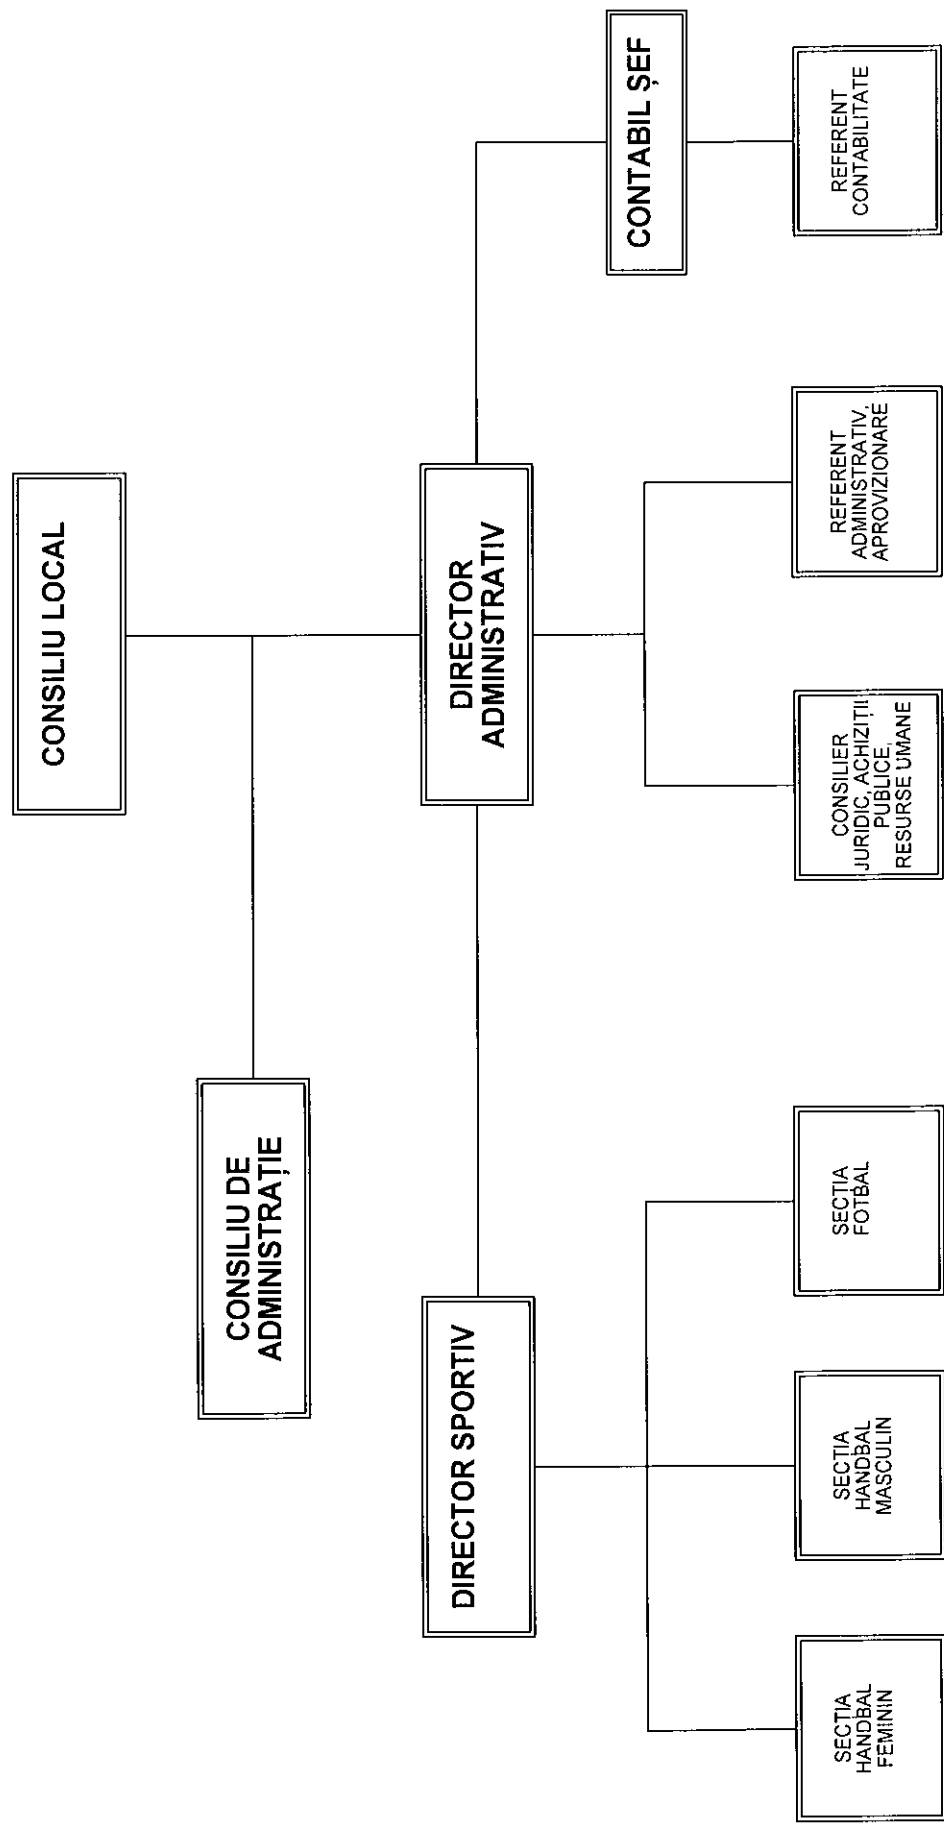 CONSILIU LOCAL
CONSILIU DE
ADMINISTRAȚIE
DIRECTOR SPORTIV
DIRECTOR
ADMINISTRATIV
CONTABIL ȘEF
SECTIA
HANDBAL
FEMININ
SECTIA
HANDBAL
MASCULIN
SECTIA
FOTBAL
CONSILIER
JURIDIC, ACHIZIȚII
PUBLICE,
RESURSE UMANE
REFERENT
ADMINISTRATIV,
APROVIZIONARE
REFERENT
CONTABILITATE